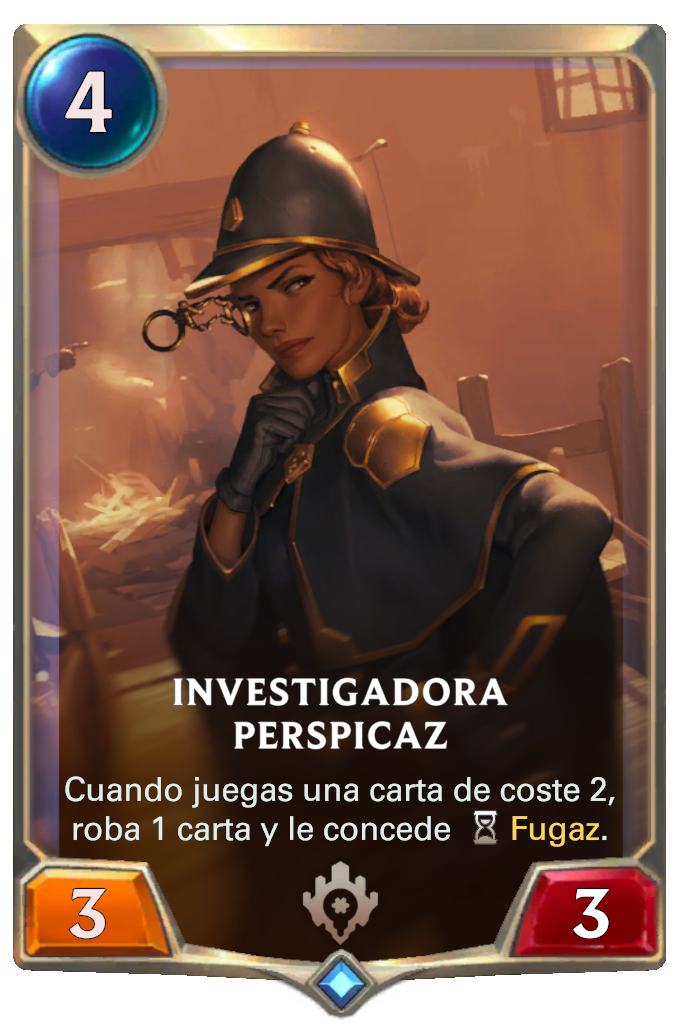 4
INVESTIGADORA
PERSPICAZ
Cuando juegas una carta de coste 2,
roba 1 carta y le concede Fugaz.
3
3